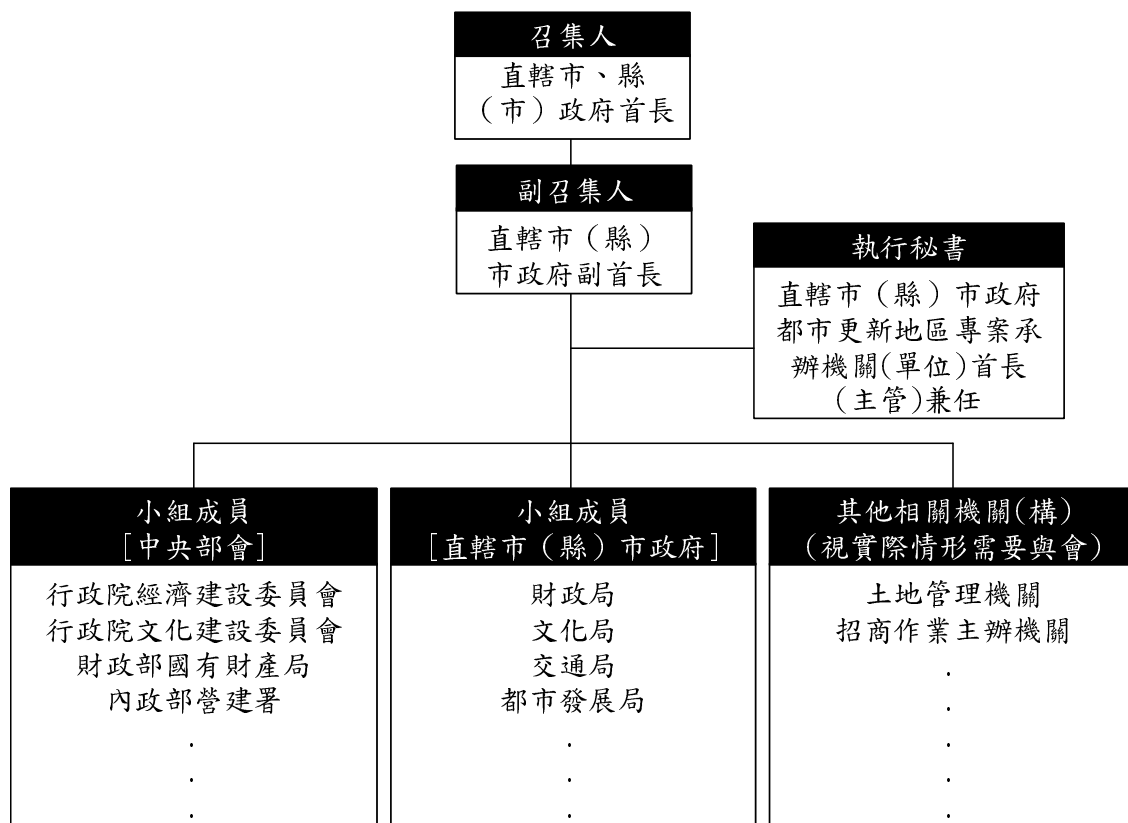 召集人
直轄市、縣
（市）政府首長
副召集人
直轄市（縣）
市政府副首長
執行秘書
直轄市（縣）市政府
都市更新地區專案承
辦機關(單位)首長
(主管)兼任
小組成員
[中央部會]
行政院經濟建設委員會
行政院文化建設委員會
財政部國有財產局
內政部營建署
.
.
.
小組成員
[直轄市（縣）市政府]
財政局
文化局
交通局
都市發展局
.
.
.
其他相關機關(構)
(視實際情形需要與會)
土地管理機關
招商作業主辦機關
.
.
.
.
.